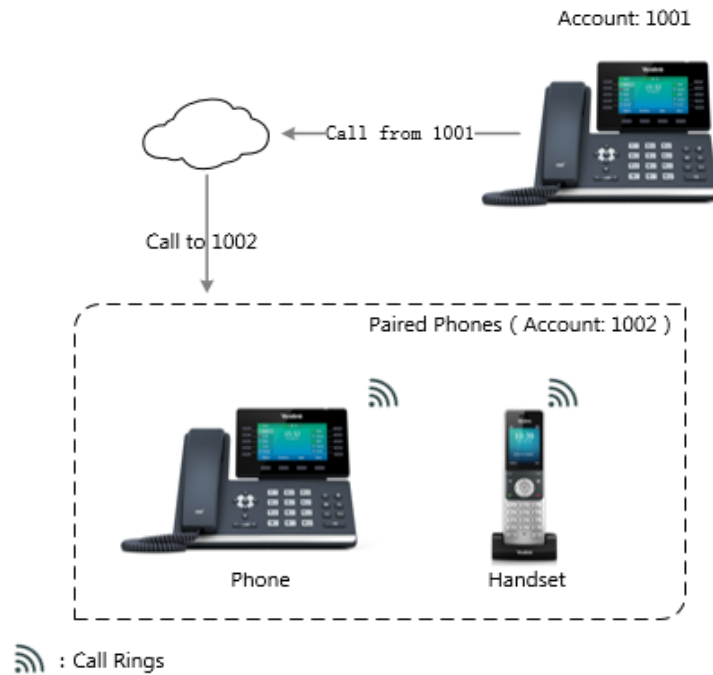 Account: 1001
Call from 1001
Call to 1002
Paired Phones ( Account: 1002 )
Phone
Handset
: Call Rings